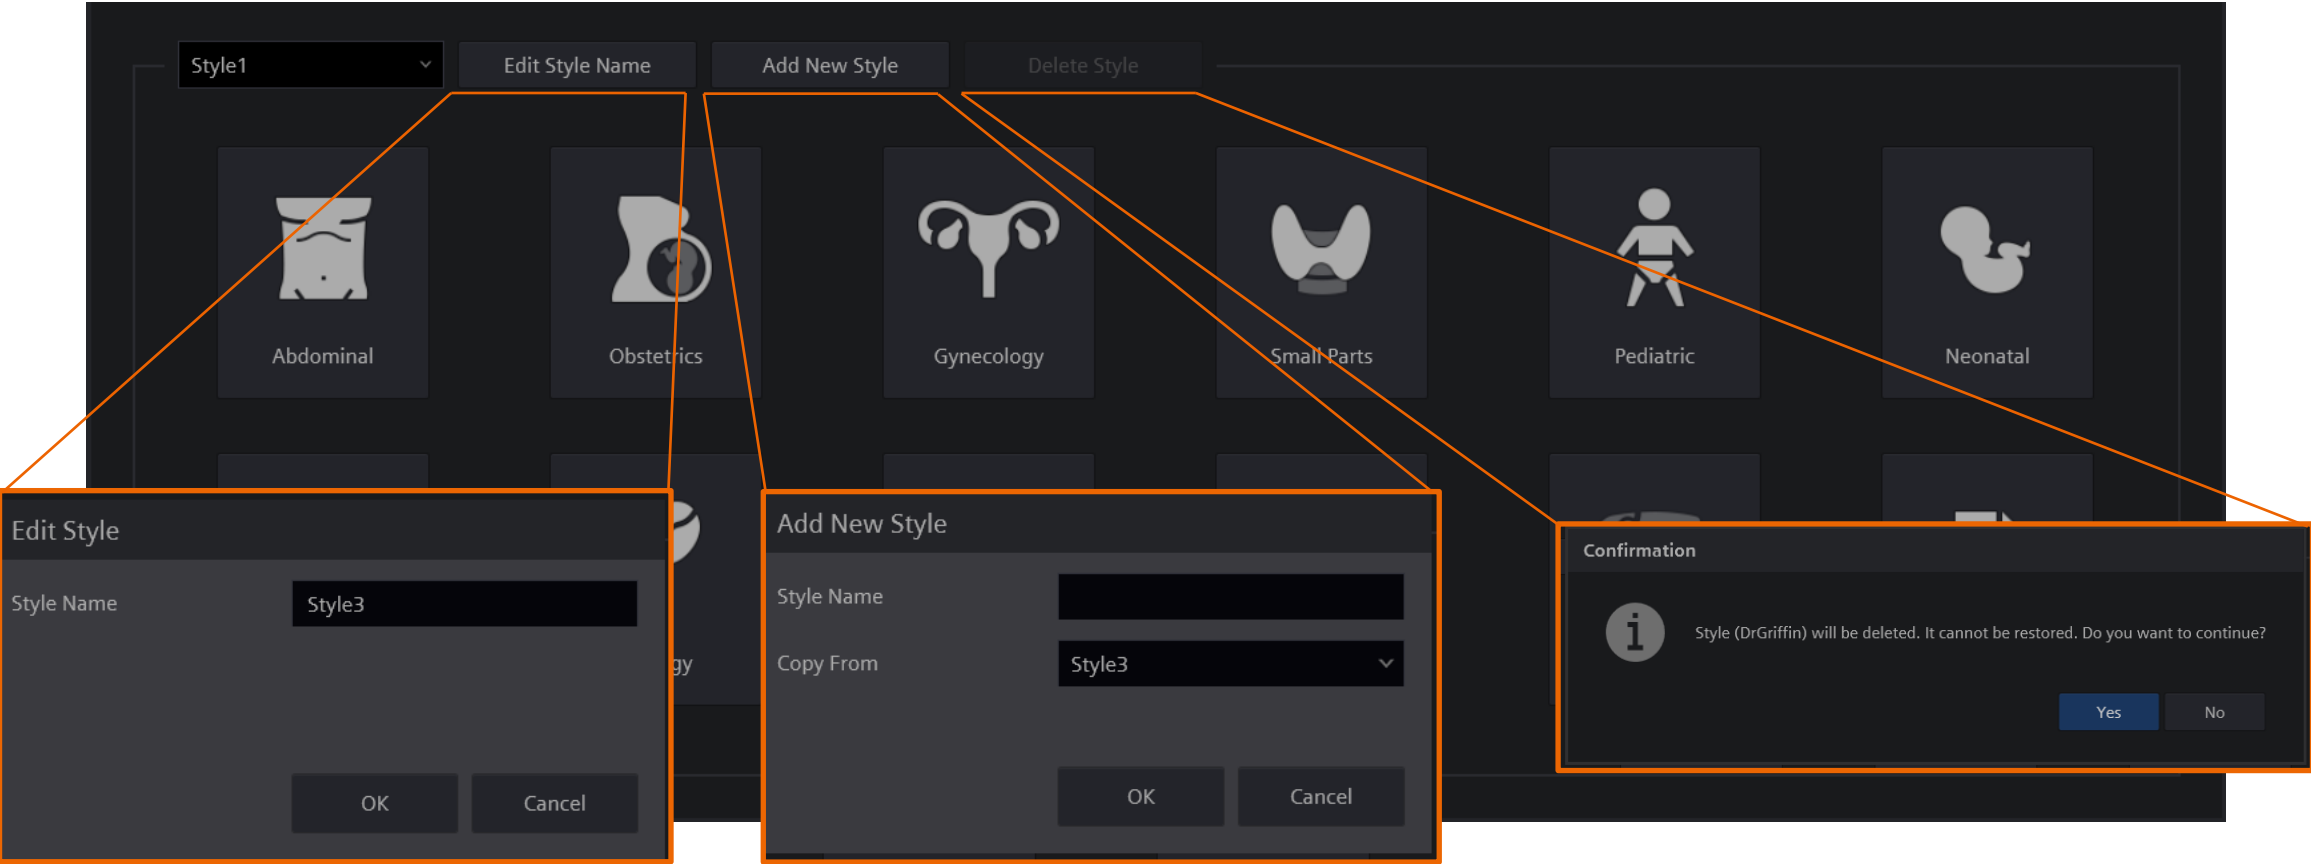 Style1
Edit Style Name
Add New Style
Delete Style
Abdominal
Obstetrics
Gynecology
Small Parts
Pediatric
Neonatal
Edit Style
Style Name
Style3
OK
Cancel
gy
Add New Style
Style Name
Copy From
Style3
OK
Cancel
Confirmation
i
Style (DrGriffin) will be deleted. It cannot be restored. Do you want to continue?
Yes
No